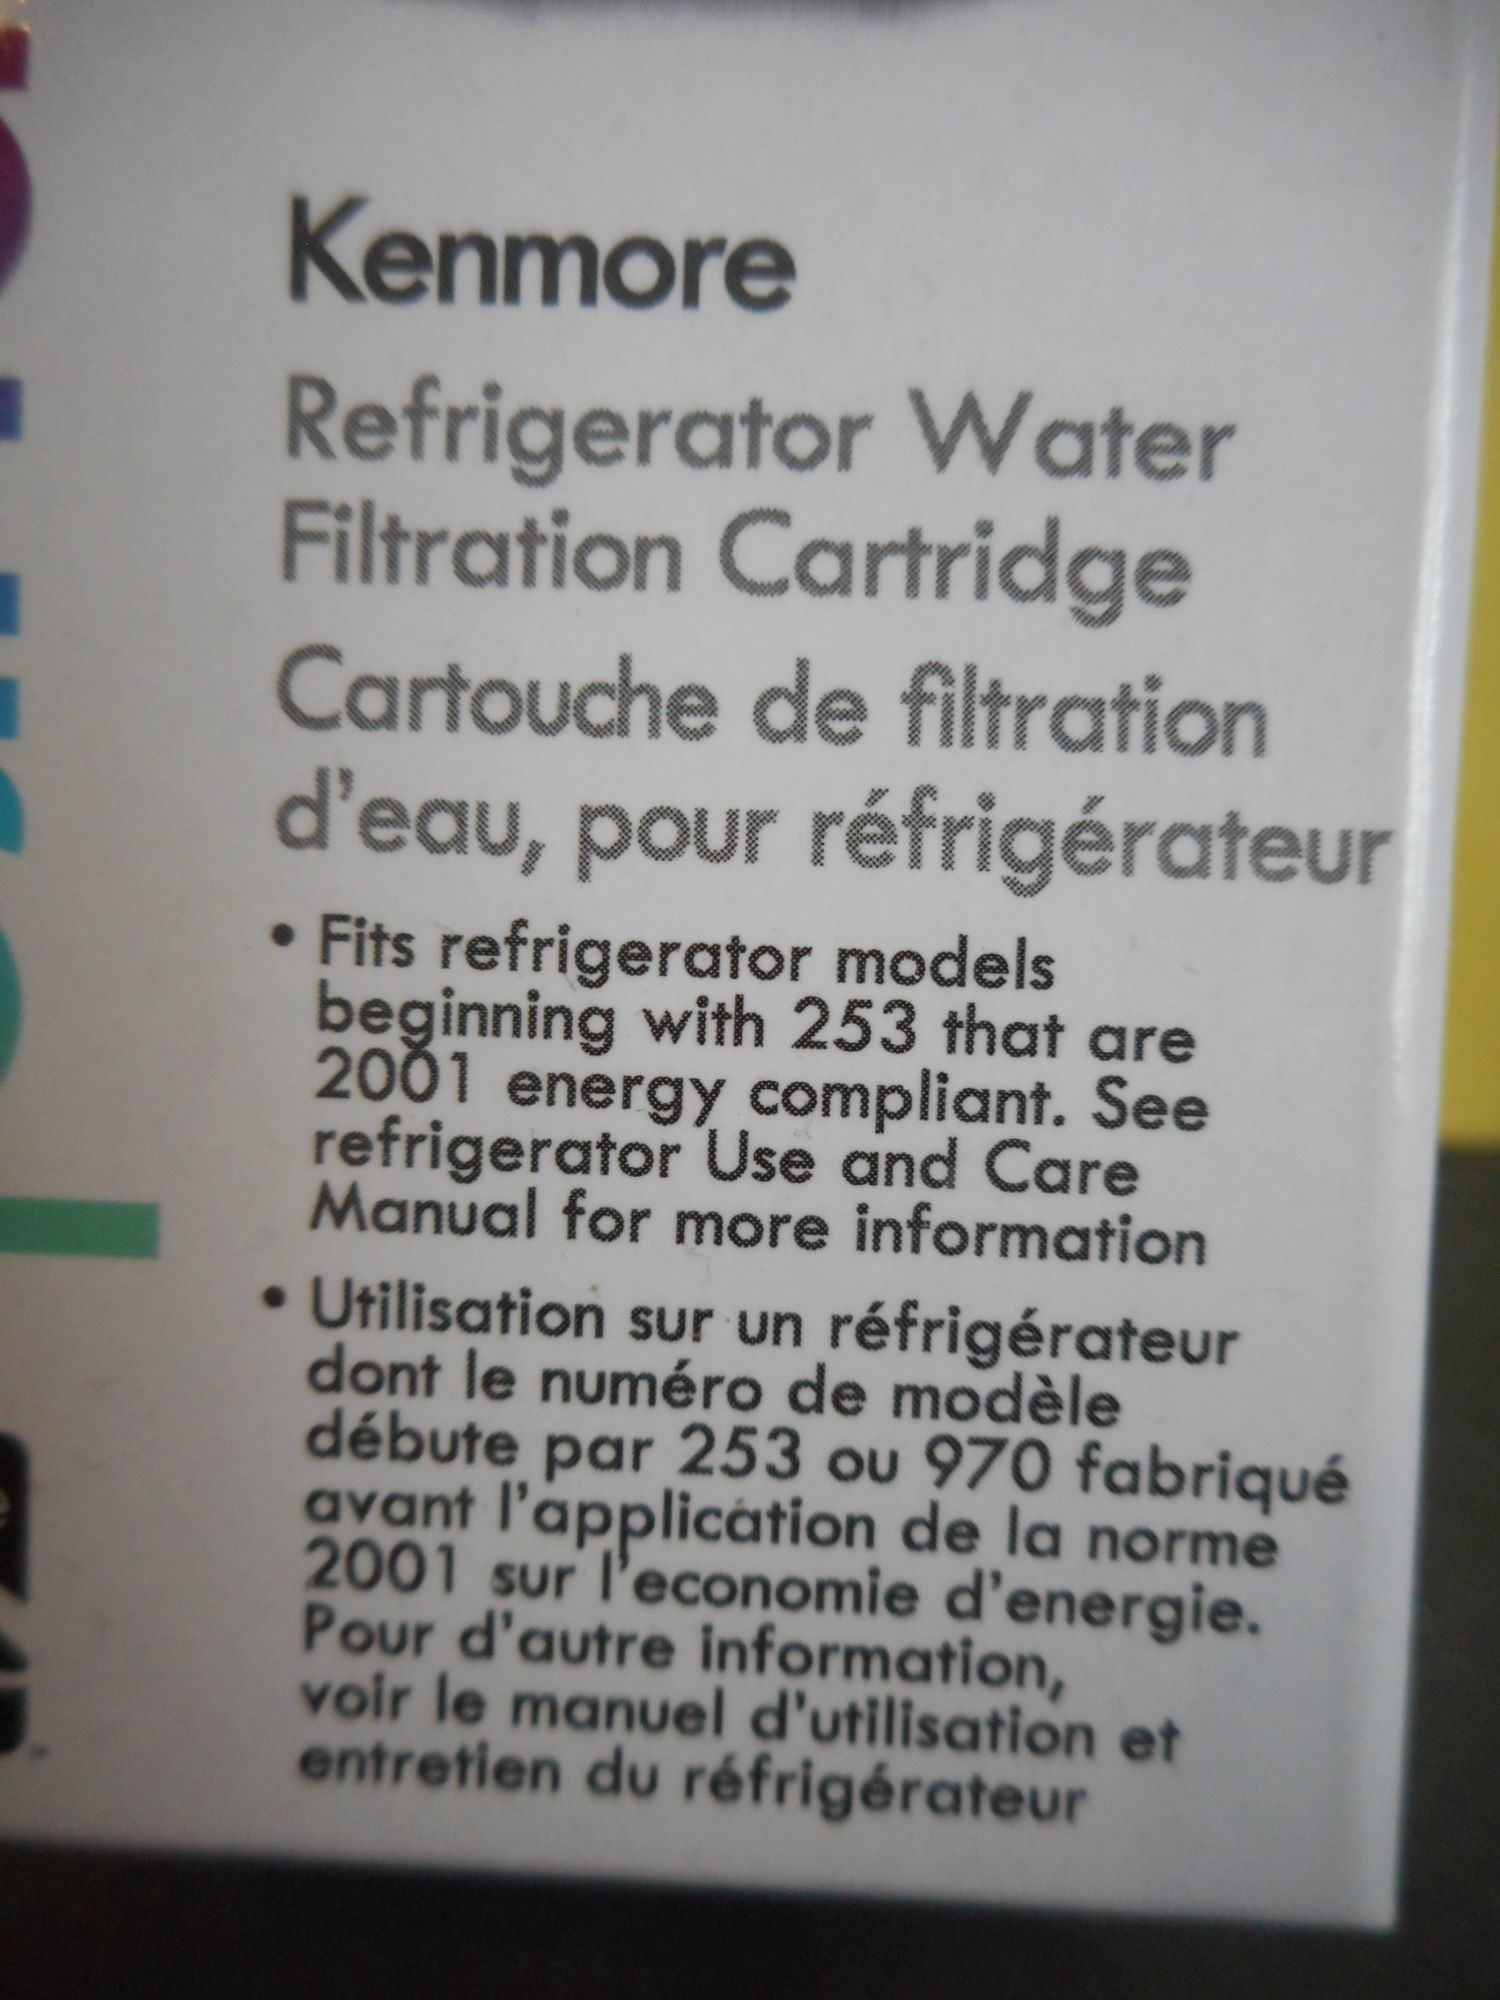 Kenmore
Refrigerator Water
Filtration Cartridge
Cartouche de filtration
d'eau, pour réfrigérateur
• Fits refrigerator models
beginning with 253 that are
2001 energy compliant. See
refrigerator Use and Care
Manual for more information
• Utilisation sur un réfrigérateur
dont le numéro de modèle
débute par 253 ou 970 fabriqué
avant l'application de la norme
2001 sur l'economie d'energie.
Pour d'autre information,
voir le manuel d'utilisation et
entretien du réfrigérateur